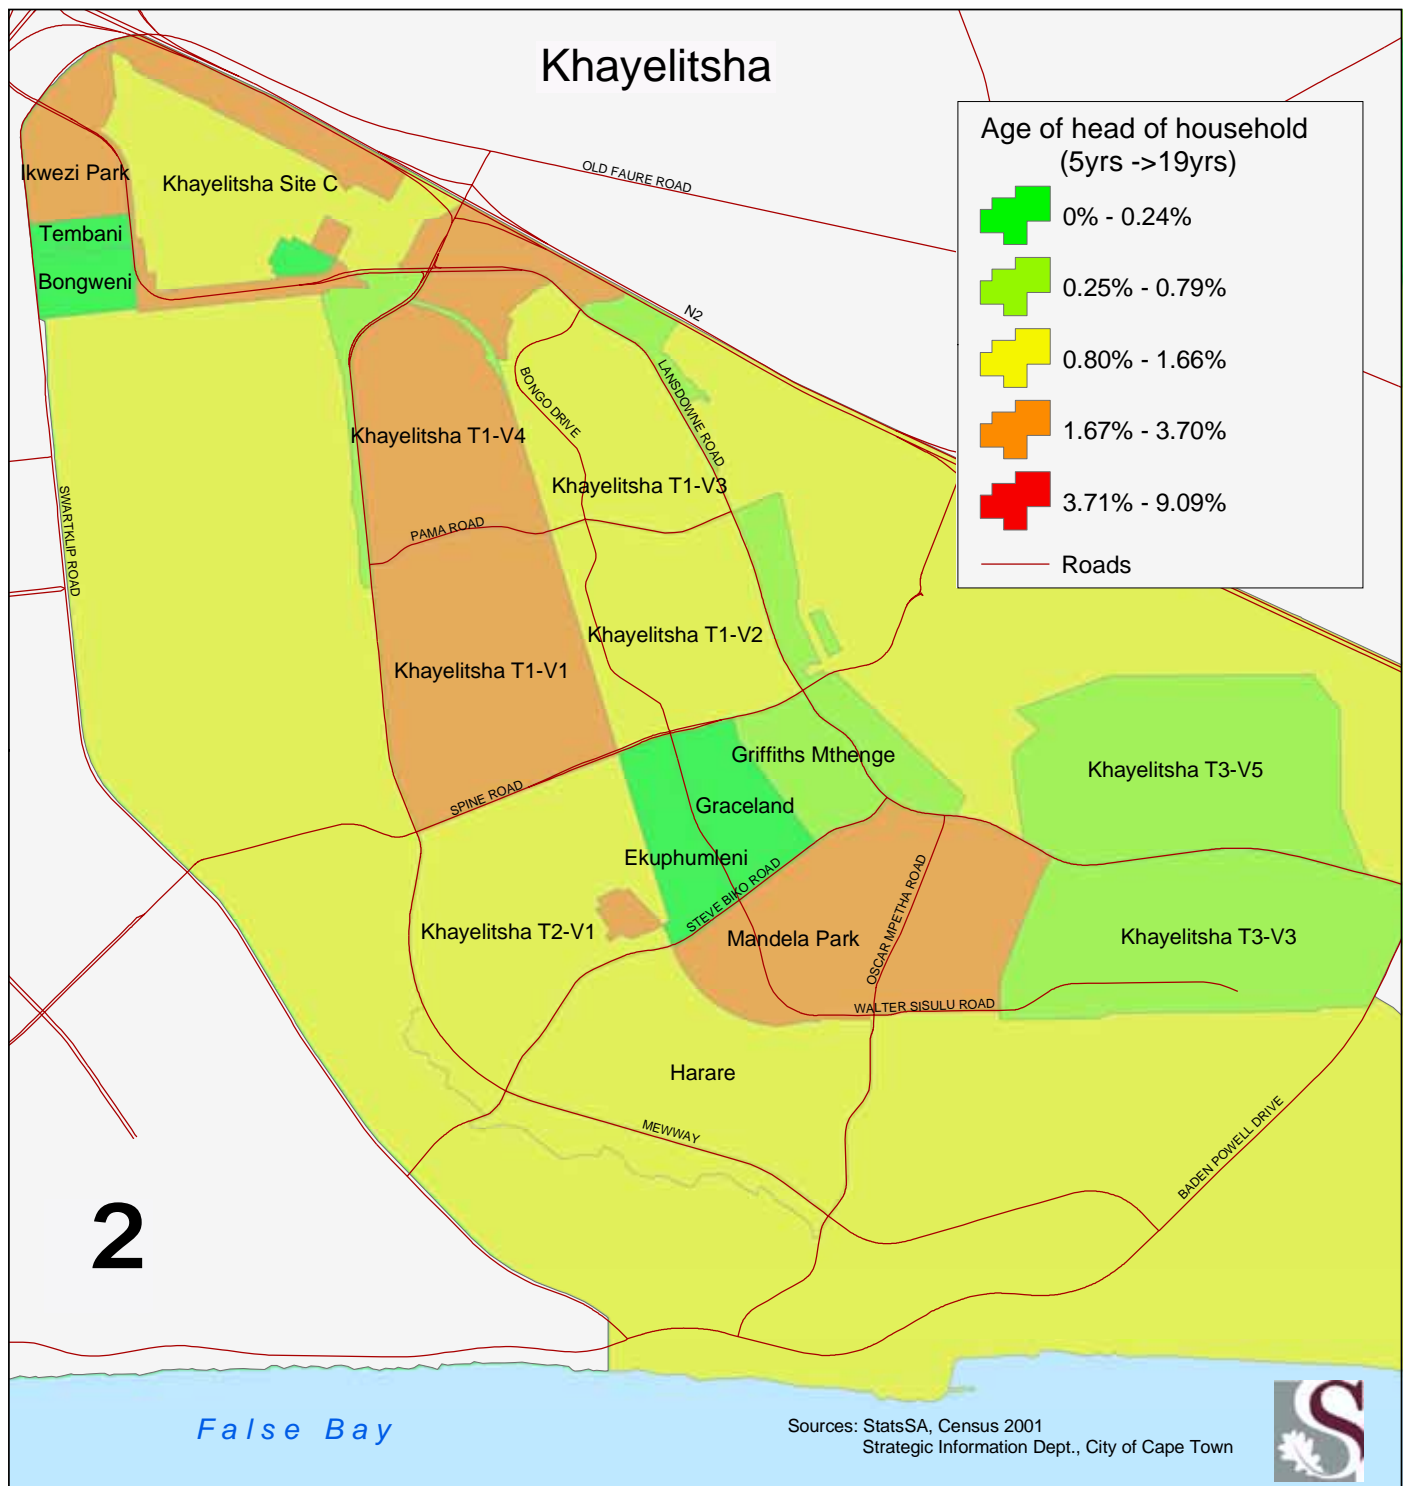 Khayelitsha
Age of head of household
(5yrs ->19yrs)
0% - 0.24%
0.25% - 0.79%
0.80% - 1.66%
1.67% - 3.70%
3.71% - 9.09%
Roads
OLD FAURE ROAD
Ikwezi Park
Khayelitsha Site C
Tembani
Bongweni
N2
BONGO DRIVE
LANSDOWNE ROAD
Khayelitsha T1-V4
Khayelitsha T1-V3
SWARTKLIP ROAD
PAMA ROAD
Khayelitsha T1-V2
Khayelitsha T1-V1
Griffiths Mthenge
Khayelitsha T3-V5
SPINE ROAD
Graceland
Ekuphumleni
STEVE BIKO ROAD
OSCAR MPETHA ROAD
Khayelitsha T2-V1
Mandela Park
Khayelitsha T3-V3
WALTER SISULU ROAD
Harare
MEWWAY
BADEN POWELL DRIVE
2
False Bay
Sources: StatsSA, Census 2001
Strategic Information Dept., City of Cape Town
S